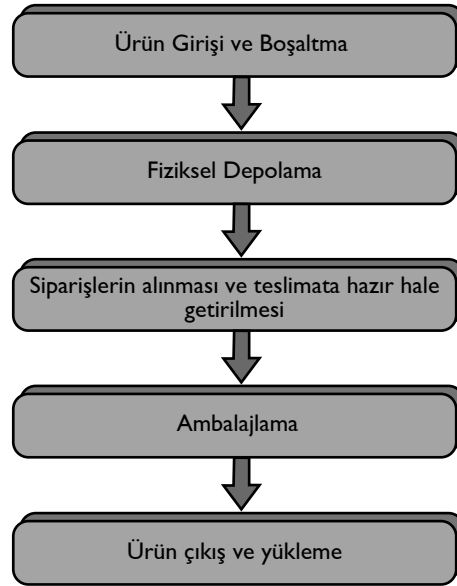 Ürün Girişi ve Boşaltma
Fiziksel Depolama
Siparişlerin alınması ve teslimata hazır hale
getirilmesi
Ambalajlama
Ürün çıkış ve yükleme